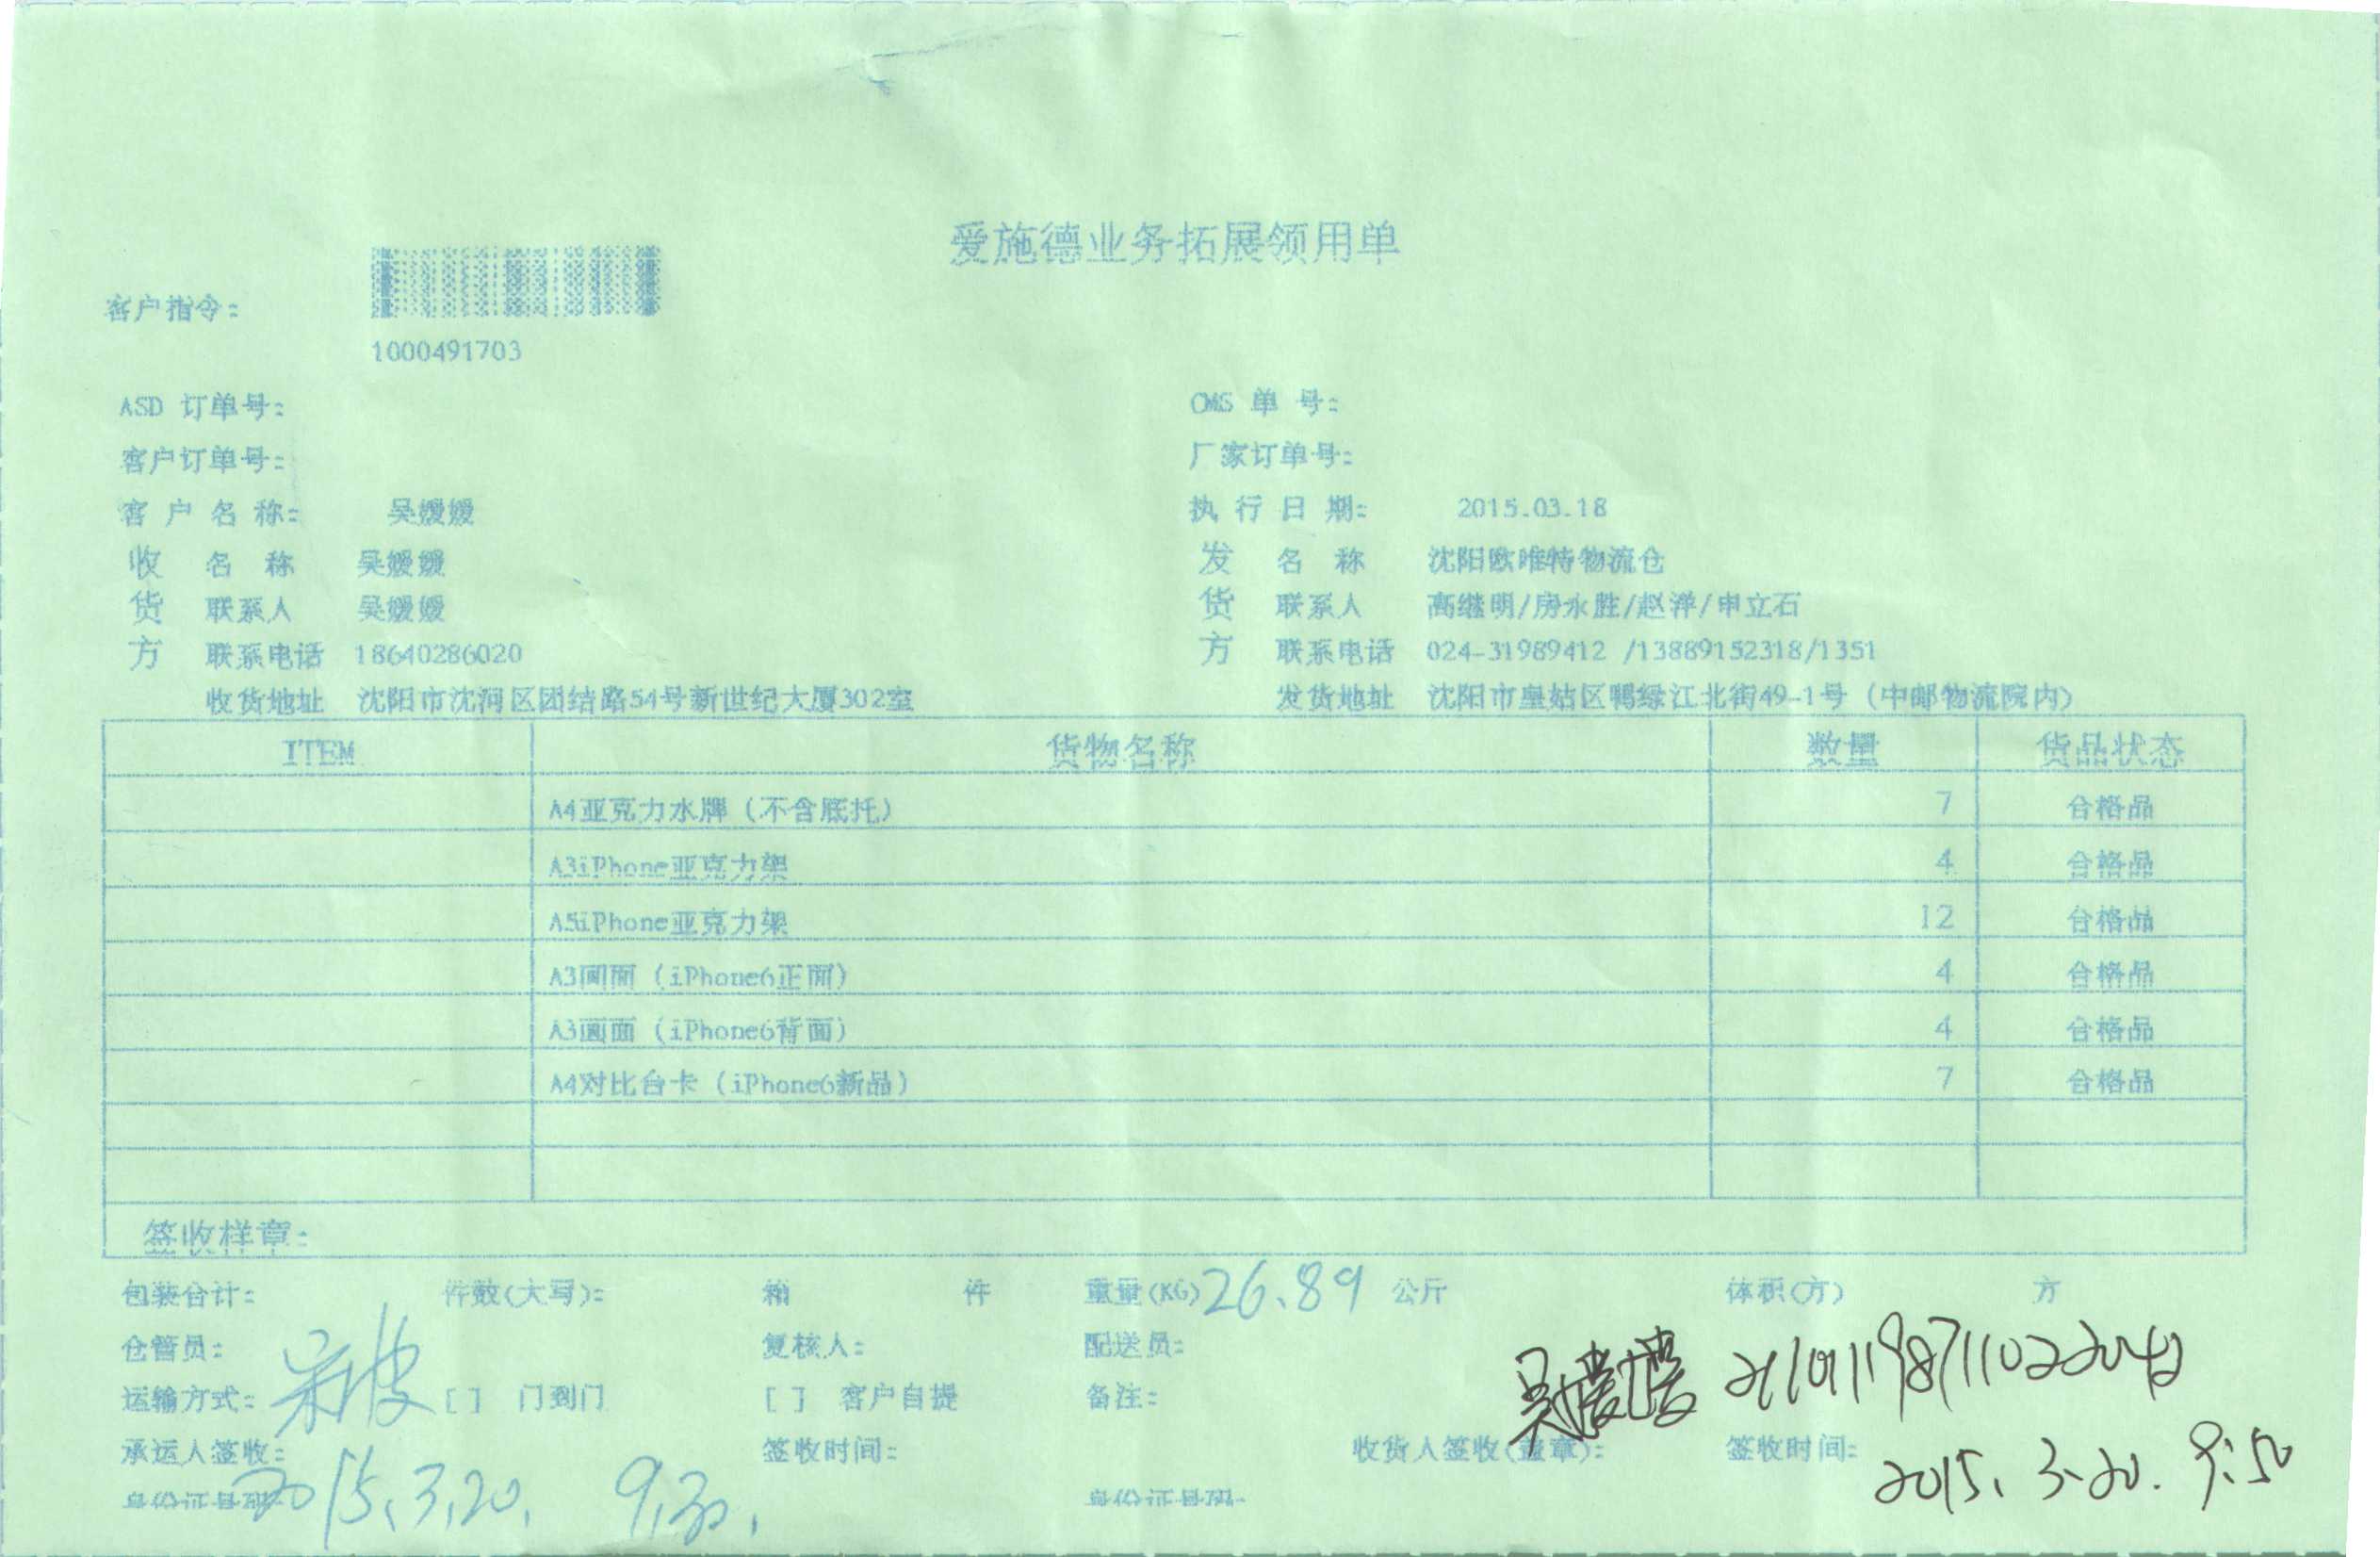 爱施德业务拓展领用单
客户指令:
1000491703
ASD 订单号: OMS 单 号:
客户订单号: 厂家订单号:
客 户 名 称: 吴媛媛 执 行 日 期: 2015.03.18
收 名 称 吴媛媛 发 名 称 沈阳欧唯特物流仓
货 联系人 吴媛媛 货 联系人 高继明/房永胜/赵洋/申立石
方 联系电话 18640286020 方 联系电话 024-31989412 /13889152318/1351
收货地址 沈阳市沈河区团结路54号新世纪大厦302室 发货地址 沈阳市皇姑区鸭绿江北街49-1号（中邮物流院内）
ITEM 货物名称 数量 货品状态
A4亚克力水牌（不含底托） 7 合格品
A3iPhone亚克力架 4 合格品
A5iPhone亚克力架 12 合格品
A3画面（iPhone6正面） 4 合格品
A3画面（iPhone6背面） 4 合格品
A4对比台卡（iPhone6新品） 7 合格品
签收样章:
包装合计: 件数(大写): 箱 件 重量(KG) 26.89 公斤 体积(方) 方
仓管员: 复核人: 配送员:
吴媛媛
运输方式: [ ] 门到门 [ ] 客户自提 备注:
承运人签收: 签收时间: 收货人签收(盖章): 签收时间:
2015.3.20. 9:50
身份证号码: 2015.3.20. 9.30. 身份证号码: